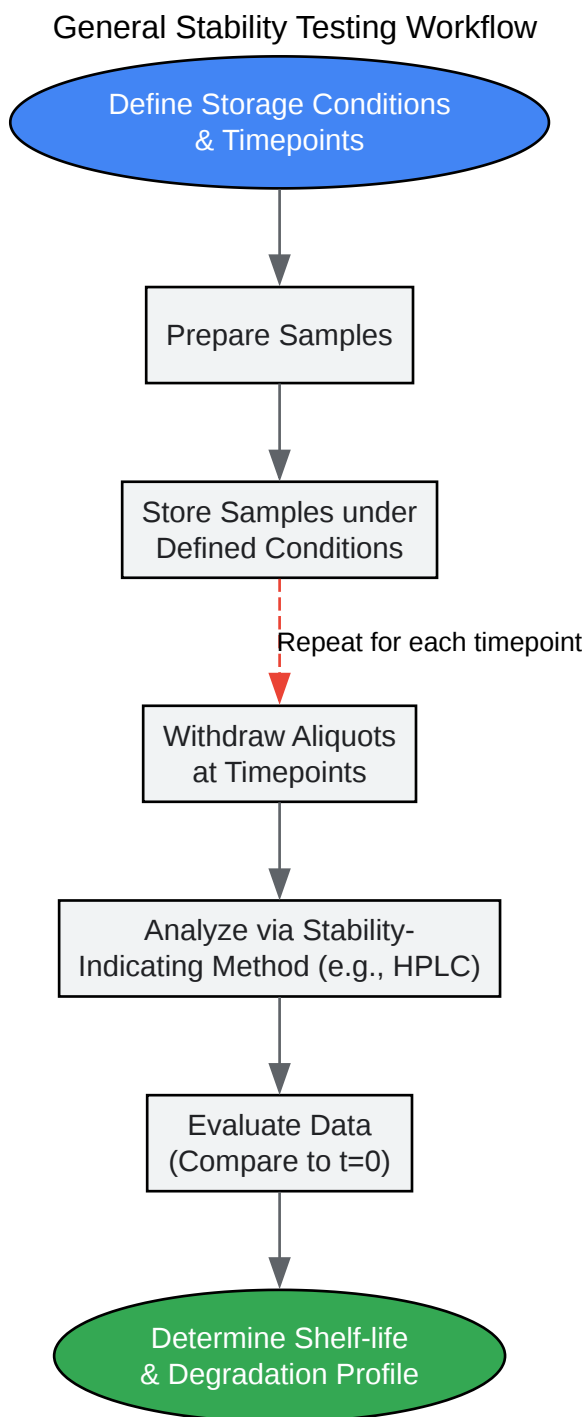 General Stability Testing Workflow
Define Storage Conditions
& Timepoints
Prepare Samples
Store Samples under
Defined Conditions
Repeat for each timepoint
Withdraw Aliquots
at Timepoints
Analyze via Stability-
Indicating Method (e.g., HPLC)
Evaluate Data
(Compare to t=0)
Determine Shelf-life
& Degradation Profile